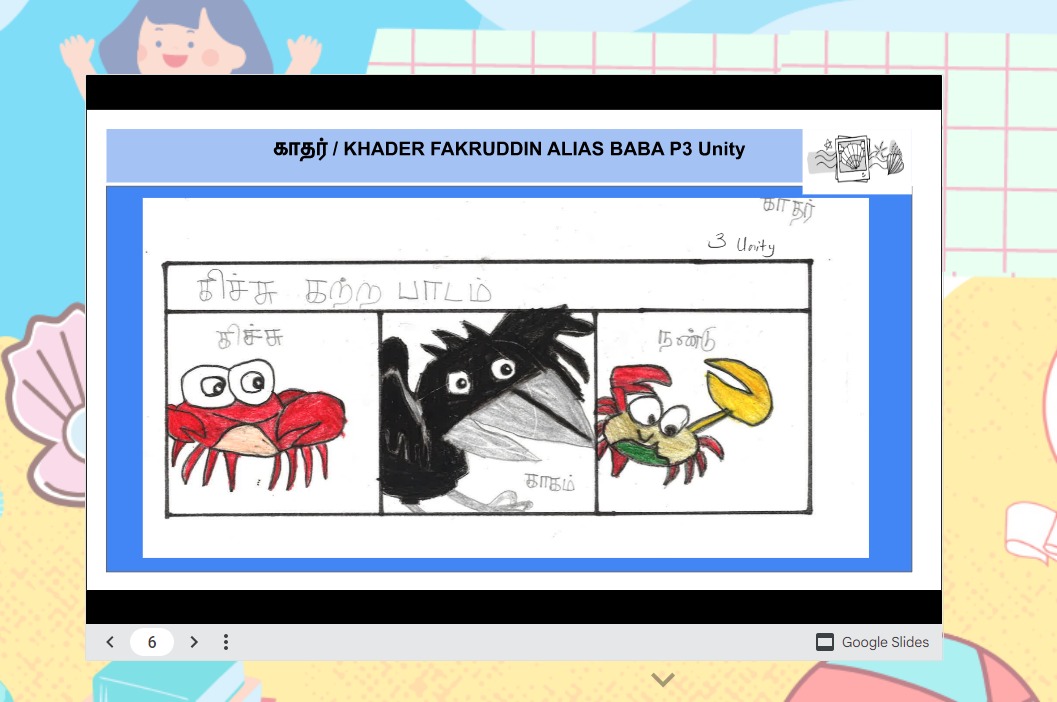 காதர் / KHADER FAKRUDDIN ALIAS BABA P3 Unity
காதர்
3 Unity
கிச்சு கற்ற பாடம்
கிச்சு
காகம்
நண்டு
6
Google Slides